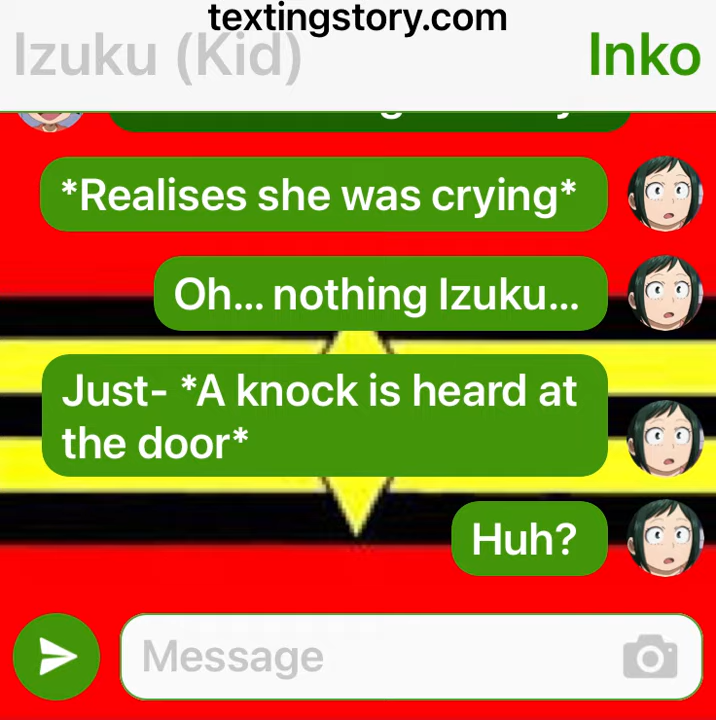 textingstory.com
Izuku (Kid)
Inko
*Realises she was crying*
Oh... nothing Izuku...
Just- *A knock is heard at
the door*
Huh?
Message